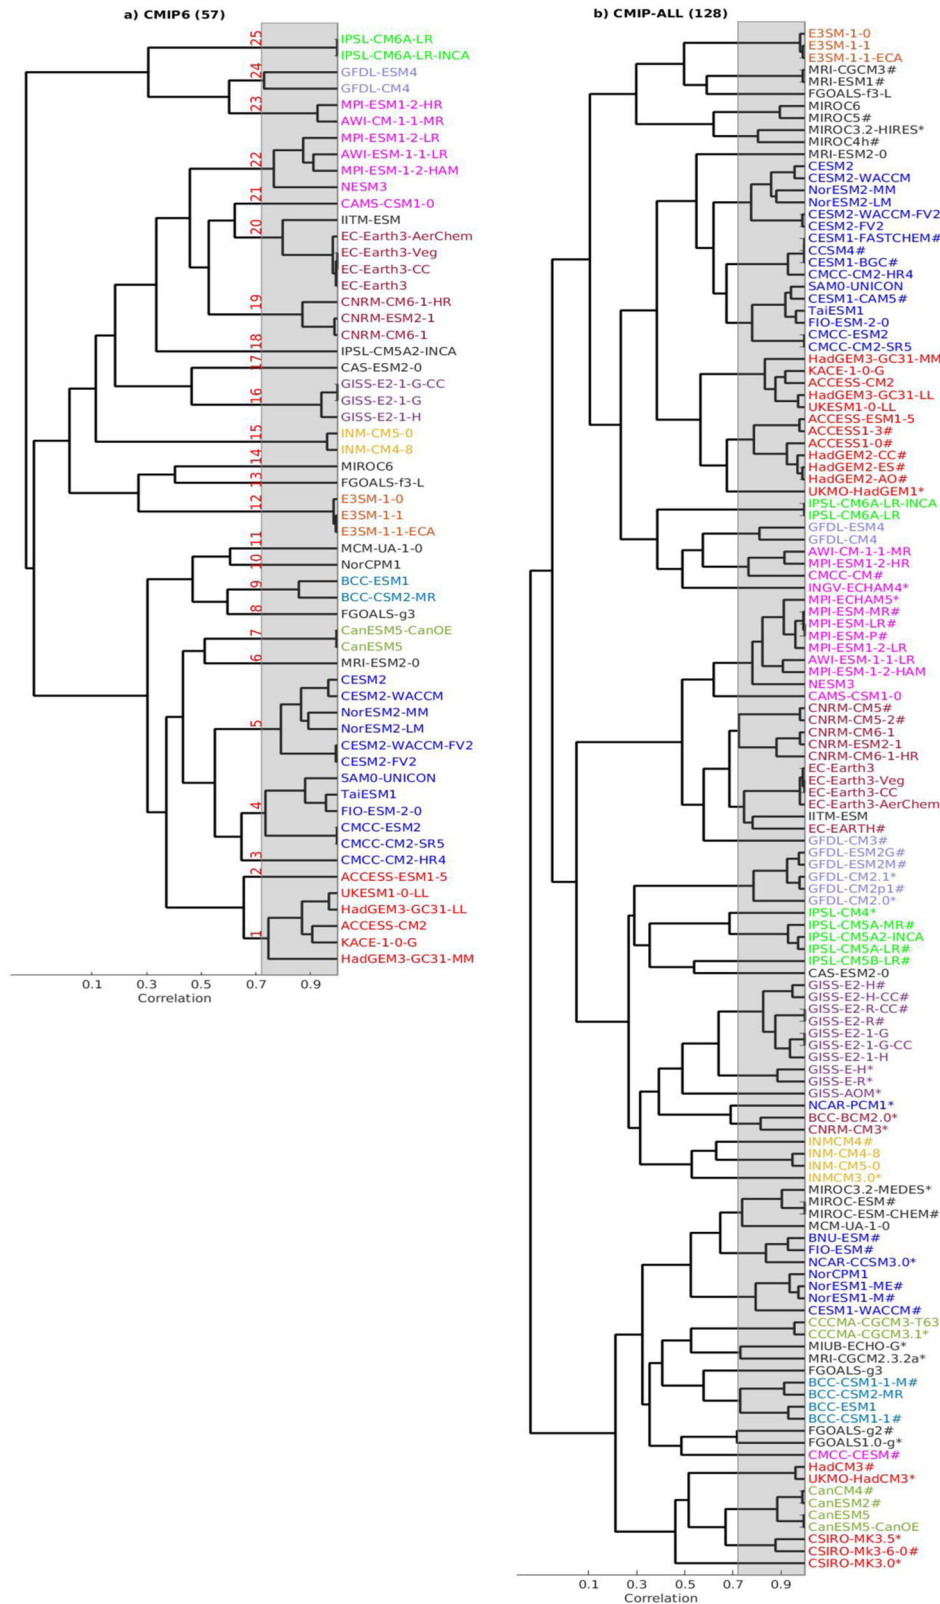 a) CMIP6 (57)
25
IPSL-CM6A-LR
IPSL-CM6A-LR-INCA
24
GFDL-ESM4
GFDL-CM4
23
MPI-ESM1-2-HR
AWI-CM-1-1-MR
22
MPI-ESM1-2-LR
AWI-ESM-1-1-LR
MPI-ESM-1-2-HAM
NESM3
21
CAMS-CSM1-0
20
IITM-ESM
EC-Earth3-AerChem
EC-Earth3-Veg
EC-Earth3-CC
EC-Earth3
19
CNRM-CM6-1-HR
CNRM-ESM2-1
CNRM-CM6-1
18
IPSL-CM5A2-INCA
17
CAS-ESM2-0
16
GISS-E2-1-G-CC
GISS-E2-1-G
GISS-E2-1-H
15
INM-CM5-0
INM-CM4-8
14
MIROC6
13
FGOALS-f3-L
12
E3SM-1-0
E3SM-1-1
E3SM-1-1-ECA
11
MCM-UA-1-0
10
NorCPM1
9
BCC-ESM1
BCC-CSM2-MR
8
FGOALS-g3
7
CanESM5-CanOE
CanESM5
6
MRI-ESM2-0
5
CESM2
CESM2-WACCM
NorESM2-MM
NorESM2-LM
CESM2-WACCM-FV2
CESM2-FV2
4
SAM0-UNICON
TaiESM1
FIO-ESM-2-0
CMCC-ESM2
CMCC-CM2-SR5
3
CMCC-CM2-HR4
2
ACCESS-ESM1-5
1
UKESM1-0-LL
HadGEM3-GC31-LL
ACCESS-CM2
KACE-1-0-G
HadGEM3-GC31-MM
0.1 0.3 0.5 0.7 0.9
Correlation
b) CMIP-ALL (128)
E3SM-1-0
E3SM-1-1
E3SM-1-1-ECA
MRI-CGCM3#
MRI-ESM1#
FGOALS-f3-L
MIROC6
MIROC5#
MIROC3.2-HIRES*
MIROC4h#
MRI-ESM2-0
CESM2
CESM2-WACCM
NorESM2-MM
NorESM2-LM
CESM2-WACCM-FV2
CESM2-FV2
CESM1-FASTCHEM#
CCSM4#
CESM1-BGC#
CMCC-CM2-HR4
SAM0-UNICON
CESM1-CAM5#
TaiESM1
FIO-ESM-2-0
CMCC-ESM2
CMCC-CM2-SR5
HadGEM3-GC31-MM
KACE-1-0-G
ACCESS-CM2
HadGEM3-GC31-LL
UKESM1-0-LL
ACCESS-ESM1-5
ACCESS1-3#
ACCESS1-0#
HadGEM2-CC#
HadGEM2-ES#
HadGEM2-AO#
UKMO-HadGEM1*
IPSL-CM6A-LR-INCA
IPSL-CM6A-LR
GFDL-ESM4
GFDL-CM4
AWI-CM-1-1-MR
MPI-ESM1-2-HR
CMCC-CM#
INGV-ECHAM4*
MPI-ECHAM5*
MPI-ESM-MR#
MPI-ESM-LR#
MPI-ESM-P#
MPI-ESM1-2-LR
AWI-ESM-1-1-LR
MPI-ESM-1-2-HAM
NESM3
CAMS-CSM1-0
CNRM-CM5#
CNRM-CM5-2#
CNRM-CM6-1
CNRM-ESM2-1
CNRM-CM6-1-HR
EC-Earth3
EC-Earth3-Veg
EC-Earth3-CC
EC-Earth3-AerChem
IITM-ESM
EC-EARTH#
GFDL-CM3#
GFDL-ESM2G#
GFDL-ESM2M#
GFDL-CM2.1*
GFDL-CM2p1#
GFDL-CM2.0*
IPSL-CM4*
IPSL-CM5A-MR#
IPSL-CM5A2-INCA
IPSL-CM5A-LR#
IPSL-CM5B-LR#
CAS-ESM2-0
GISS-E2-H#
GISS-E2-H-CC#
GISS-E2-R-CC#
GISS-E2-R#
GISS-E2-1-G
GISS-E2-1-G-CC
GISS-E2-1-H
GISS-E-H*
GISS-E-R*
GISS-AOM*
NCAR-PCM1*
BCC-BCM2.0*
CNRM-CM3*
INMCM4#
INM-CM4-8
INM-CM5-0
INMCM3.0*
MIROC3.2-MEDES*
MIROC-ESM#
MIROC-ESM-CHEM#
MCM-UA-1-0
BNU-ESM#
FIO-ESM#
NCAR-CCSM3.0*
NorCPM1
NorESM1-ME#
NorESM1-M#
CESM1-WACCM#
CCCMA-CGCM3-T63
CCCMA-CGCM3.1*
MIUB-ECHO-G*
MRI-CGCM2.3.2a*
FGOALS-g3
BCC-CSM1-1-M#
BCC-CSM2-MR
BCC-ESM1
BCC-CSM1-1#
FGOALS-g2#
FGOALS1.0-g*
CMCC-CESM#
HadCM3#
UKMO-HadCM3*
CanCM4#
CanESM2#
CanESM5
CanESM5-CanOE
CSIRO-MK3.5*
CSIRO-Mk3-6-0#
CSIRO-MK3.0*
0.1 0.3 0.5 0.7 0.9
Correlation